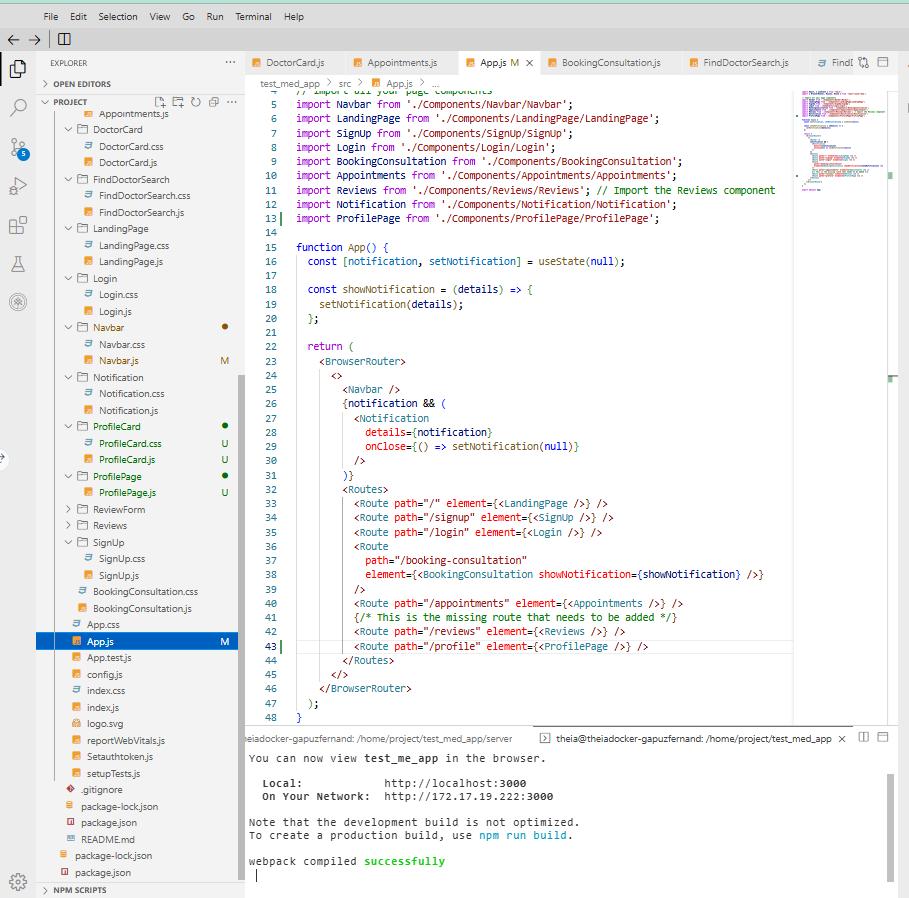 File Edit Selection View Go Run Terminal Help
EXPLORER ...
OPEN EDITORS
PROJECT
Appointments.js
DoctorCard
DoctorCard.css
DoctorCard.js
FindDoctorSearch
FindDoctorSearch.css
FindDoctorSearch.js
LandingPage
LandingPage.css
LandingPage.js
Login
Login.css
Login.js
Navbar
Navbar.css
Navbar.js M
Notification
Notification.css
Notification.js
ProfileCard
ProfileCard.css U
ProfileCard.js U
ProfilePage
ProfilePage.js U
ReviewForm
Reviews
SignUp
SignUp.css
SignUp.js
BookingConsultation.css
BookingConsultation.js
App.css
App.js M
App.test.js
config.js
index.css
index.js
logo.svg
reportWebVitals.js
Setauthtoken.js
setupTests.js
.gitignore
package-lock.json
package.json
README.md
package-lock.json
package.json
NPM SCRIPTS
5
DoctorCard.js Appointments.js App.js M × BookingConsultation.js FindDoctorSearch.js FindD
test_med_app > src > App.js > ...
4 // Import all your page components
5 import Navbar from './Components/Navbar/Navbar';
6 import LandingPage from './Components/LandingPage/LandingPage';
7 import SignUp from './Components/SignUp/SignUp';
8 import Login from './Components/Login/Login';
9 import BookingConsultation from './Components/BookingConsultation';
10 import Appointments from './Components/Appointments/Appointments';
11 import Reviews from './Components/Reviews/Reviews'; // Import the Reviews component
12 import Notification from './Components/Notification/Notification';
13 import ProfilePage from './Components/ProfilePage/ProfilePage';
14
15 function App() {
16 const [notification, setNotification] = useState(null);
17
18 const showNotification = (details) => {
19 setNotification(details);
20 };
21
22 return (
23 <BrowserRouter>
24 <>
25 <Navbar />
26 {notification && (
27 <Notification
28 details={notification}
29 onClose={() => setNotification(null)}
30 />
31 )}
32 <Routes>
33 <Route path="/" element={<LandingPage />} />
34 <Route path="/signup" element={<SignUp />} />
35 <Route path="/login" element={<Login />} />
36 <Route
37 path="/booking-consultation"
38 element={<BookingConsultation showNotification={showNotification} />}
39 />
40 <Route path="/appointments" element={<Appointments />} />
41 {/* This is the missing route that needs to be added */}
42 <Route path="/reviews" element={<Reviews />} />
43 <Route path="/profile" element={<ProfilePage />} />
44 </Routes>
45 </>
46 </BrowserRouter>
47 );
48 }
heiadocker-gapuzfernand: /home/project/test_med_app/server theia@theiadocker-gapuzfernand: /home/project/test_med_app ×
You can now view test_me_app in the browser.
Local: http://localhost:3000
On Your Network: http://172.17.19.222:3000
Note that the development build is not optimized.
To create a production build, use npm run build.
webpack compiled successfully